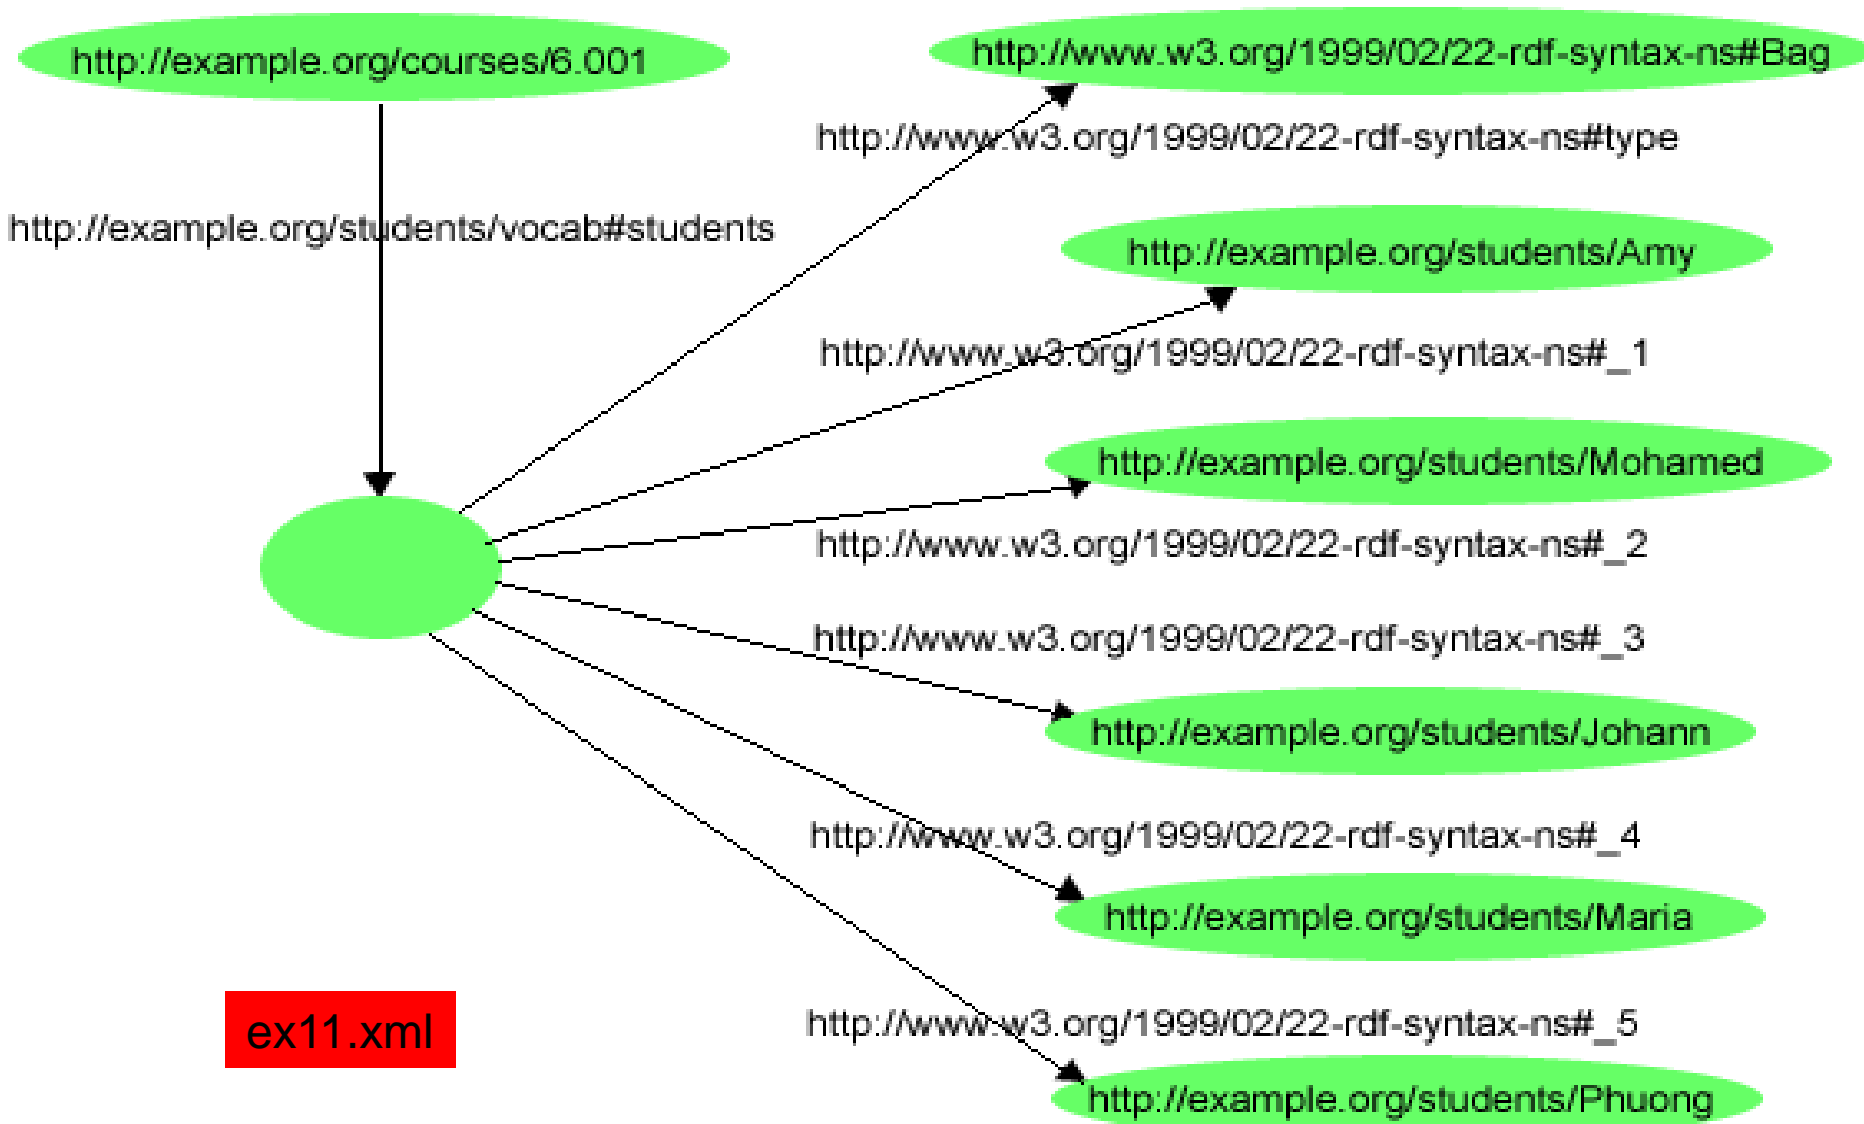 http://example.org/courses/6.001
http://www.w3.org/1999/02/22-rdf-syntax-ns#Bag
http://www.w3.org/1999/02/22-rdf-syntax-ns#type
http://example.org/students/vocab#students
http://example.org/students/Amy
http://www.w3.org/1999/02/22-rdf-syntax-ns#_1
http://example.org/students/Mohamed
http://www.w3.org/1999/02/22-rdf-syntax-ns#_2
http://www.w3.org/1999/02/22-rdf-syntax-ns#_3
http://example.org/students/Johann
http://www.w3.org/1999/02/22-rdf-syntax-ns#_4
http://example.org/students/Maria
http://www.w3.org/1999/02/22-rdf-syntax-ns#_5
ex11.xml
http://example.org/students/Phuong